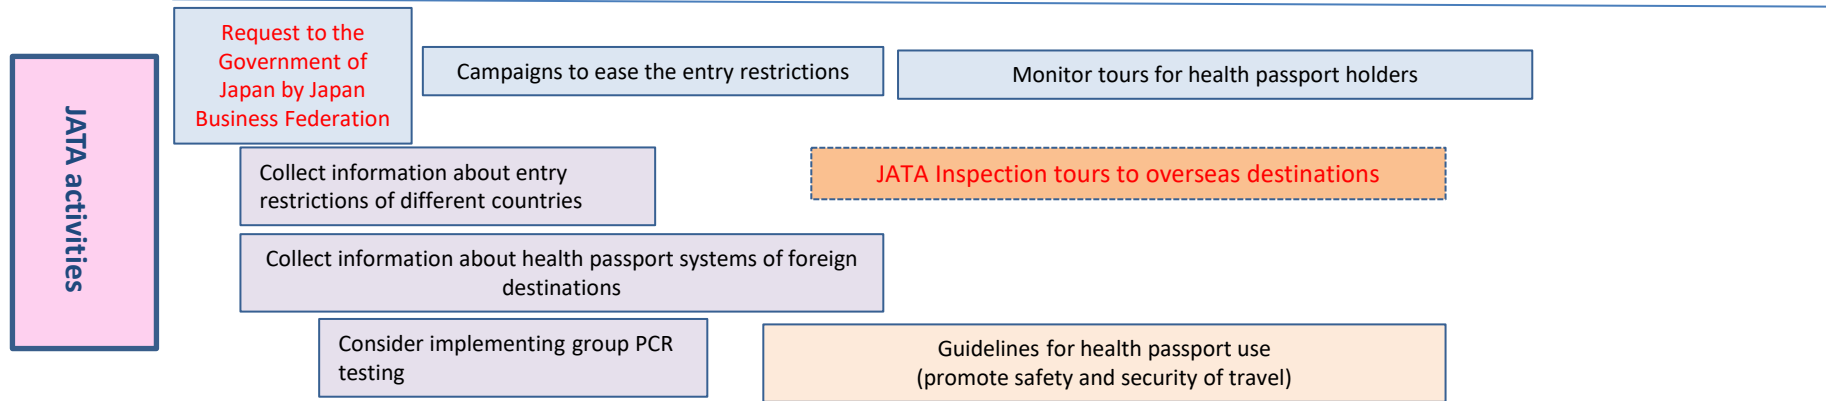 JATA activities
Request to the
Government of
Japan by Japan
Business Federation
Campaigns to ease the entry restrictions
Monitor tours for health passport holders
Collect information about entry
restrictions of different countries
JATA Inspection tours to overseas destinations
Collect information about health passport systems of foreign
destinations
Consider implementing group PCR
testing
Guidelines for health passport use
(promote safety and security of travel)